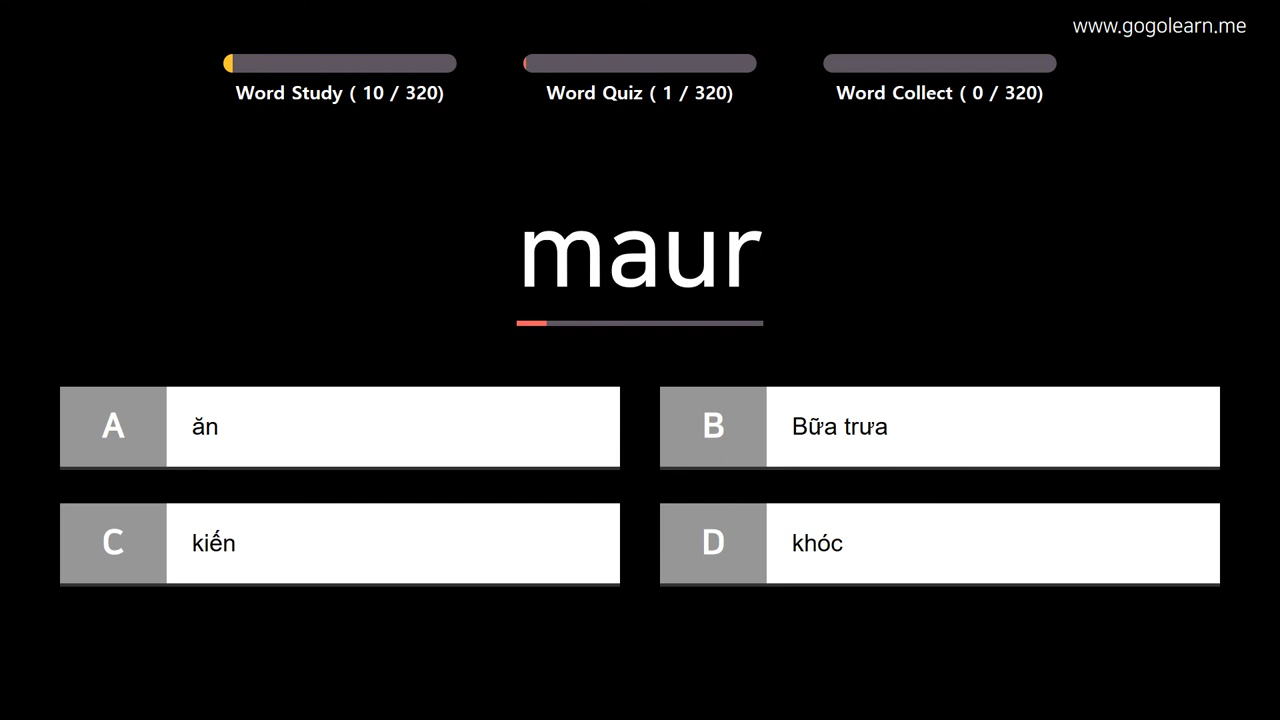 www.gogolearn.me
Word Study ( 10 / 320)
Word Quiz ( 1 / 320)
Word Collect ( 0 / 320)
maur
A ăn
B Bữa trưa
C kiến
D khóc